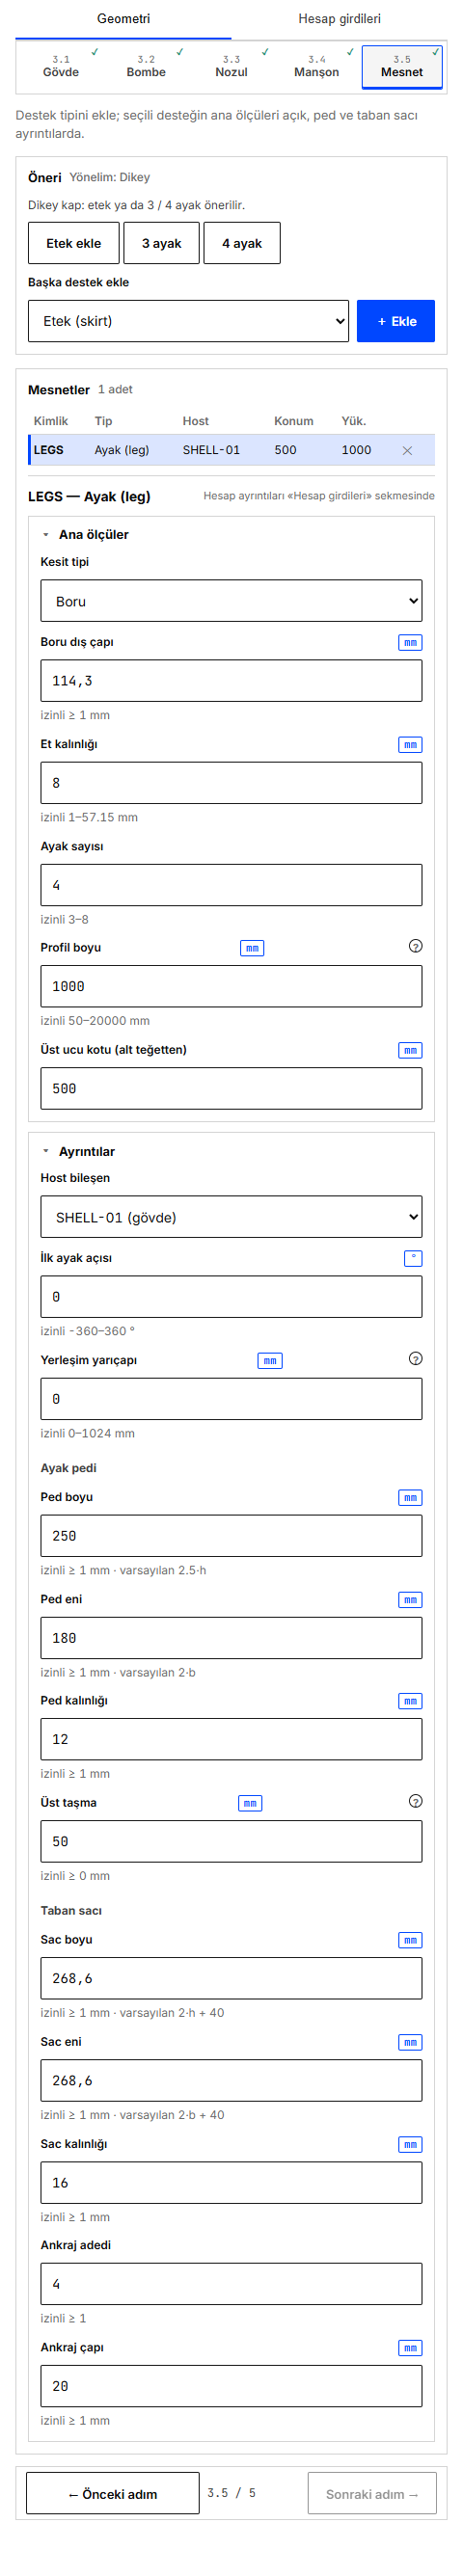 Geometri
Hesap girdileri
3.1 ✓
Gövde
3.2 ✓
Bombe
3.3 ✓
Nozul
3.4 ✓
Manşon
3.5 ✓
Mesnet
Destek tipini ekle; seçili desteğin ana ölçüleri açık, ped ve taban sacı
ayrıntılarda.
Öneri Yönelim: Dikey
Dikey kap: etek ya da 3 / 4 ayak önerilir.
Etek ekle
3 ayak
4 ayak
Başka destek ekle
Etek (skirt)
+ Ekle
Mesnetler 1 adet
Kimlik Tip Host Konum Yük.
LEGS Ayak (leg) SHELL-01 500 1000 ×
LEGS — Ayak (leg) Hesap ayrıntıları «Hesap girdileri» sekmesinde
Ana ölçüler
Kesit tipi
Boru
Boru dış çapı mm
114,3
izinli ≥ 1 mm
Et kalınlığı mm
8
izinli 1–57.15 mm
Ayak sayısı
4
izinli 3–8
Profil boyu mm ?
1000
izinli 50–20000 mm
Üst ucu kotu (alt teğetten) mm
500
Ayrıntılar
Host bileşen
SHELL-01 (gövde)
İlk ayak açısı °
0
izinli -360–360 °
Yerleşim yarıçapı mm ?
0
izinli 0–1024 mm
Ayak pedi
Ped boyu mm
250
izinli ≥ 1 mm · varsayılan 2.5·h
Ped eni mm
180
izinli ≥ 1 mm · varsayılan 2·b
Ped kalınlığı mm
12
izinli ≥ 1 mm
Üst taşma mm ?
50
izinli ≥ 0 mm
Taban sacı
Sac boyu mm
268,6
izinli ≥ 1 mm · varsayılan 2·h + 40
Sac eni mm
268,6
izinli ≥ 1 mm · varsayılan 2·b + 40
Sac kalınlığı mm
16
izinli ≥ 1 mm
Ankraj adedi
4
izinli ≥ 1
Ankraj çapı mm
20
izinli ≥ 1 mm
← Önceki adım
3.5 / 5
Sonraki adım →